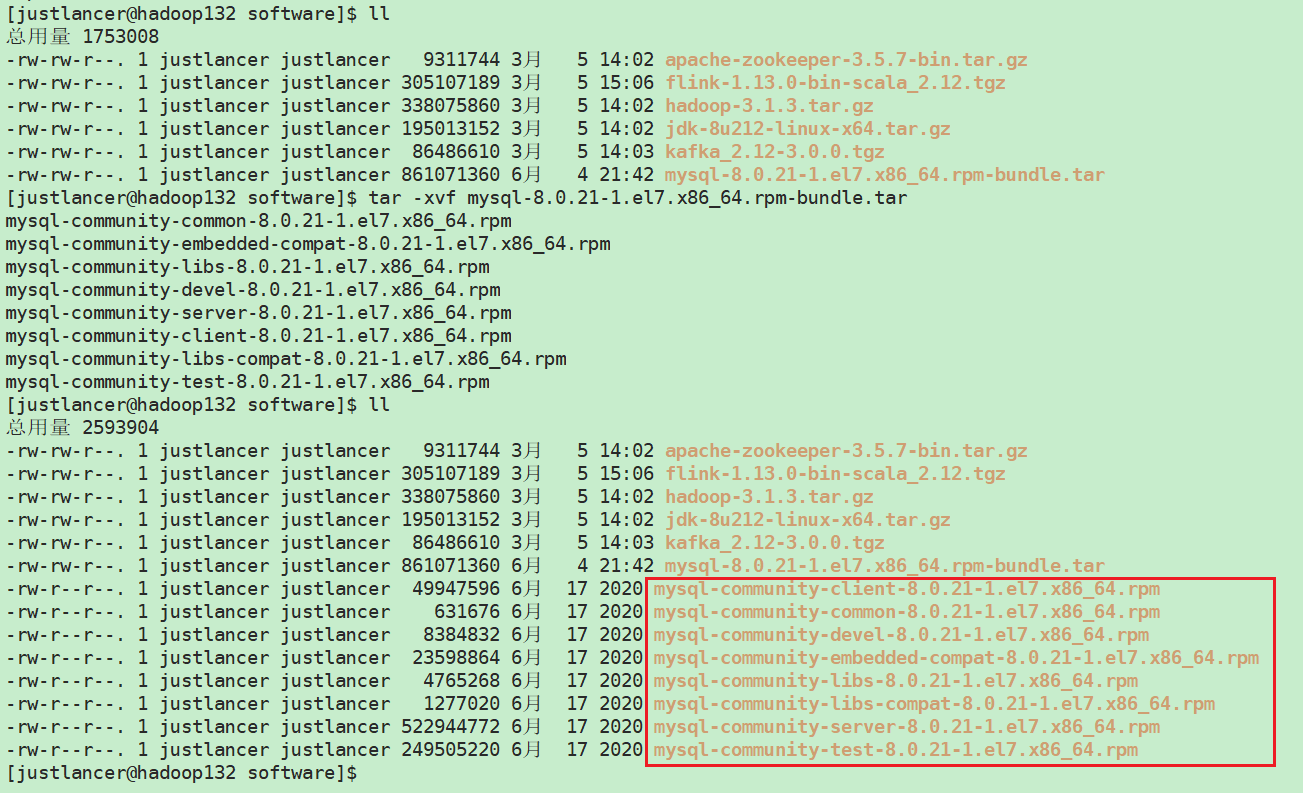 [justlancer@hadoop132 software]$ ll
总用量 1753008
-rw-rw-r--. 1 justlancer justlancer   9311744 3月   5 14:02 apache-zookeeper-3.5.7-bin.tar.gz
-rw-rw-r--. 1 justlancer justlancer 305107189 3月   5 15:06 flink-1.13.0-bin-scala_2.12.tgz
-rw-rw-r--. 1 justlancer justlancer 338075860 3月   5 14:02 hadoop-3.1.3.tar.gz
-rw-rw-r--. 1 justlancer justlancer 195013152 3月   5 14:02 jdk-8u212-linux-x64.tar.gz
-rw-rw-r--. 1 justlancer justlancer  86486610 3月   5 14:03 kafka_2.12-3.0.0.tgz
-rw-rw-r--. 1 justlancer justlancer 861071360 6月   4 21:42 mysql-8.0.21-1.el7.x86_64.rpm-bundle.tar
[justlancer@hadoop132 software]$ tar -xvf mysql-8.0.21-1.el7.x86_64.rpm-bundle.tar
mysql-community-common-8.0.21-1.el7.x86_64.rpm
mysql-community-embedded-compat-8.0.21-1.el7.x86_64.rpm
mysql-community-libs-8.0.21-1.el7.x86_64.rpm
mysql-community-devel-8.0.21-1.el7.x86_64.rpm
mysql-community-server-8.0.21-1.el7.x86_64.rpm
mysql-community-client-8.0.21-1.el7.x86_64.rpm
mysql-community-libs-compat-8.0.21-1.el7.x86_64.rpm
mysql-community-test-8.0.21-1.el7.x86_64.rpm
[justlancer@hadoop132 software]$ ll
总用量 2593904
-rw-rw-r--. 1 justlancer justlancer   9311744 3月   5 14:02 apache-zookeeper-3.5.7-bin.tar.gz
-rw-rw-r--. 1 justlancer justlancer 305107189 3月   5 15:06 flink-1.13.0-bin-scala_2.12.tgz
-rw-rw-r--. 1 justlancer justlancer 338075860 3月   5 14:02 hadoop-3.1.3.tar.gz
-rw-rw-r--. 1 justlancer justlancer 195013152 3月   5 14:02 jdk-8u212-linux-x64.tar.gz
-rw-rw-r--. 1 justlancer justlancer  86486610 3月   5 14:03 kafka_2.12-3.0.0.tgz
-rw-rw-r--. 1 justlancer justlancer 861071360 6月   4 21:42 mysql-8.0.21-1.el7.x86_64.rpm-bundle.tar
-rw-r--r--. 1 justlancer justlancer  49947596 6月  17 2020 mysql-community-client-8.0.21-1.el7.x86_64.rpm
-rw-r--r--. 1 justlancer justlancer    631676 6月  17 2020 mysql-community-common-8.0.21-1.el7.x86_64.rpm
-rw-r--r--. 1 justlancer justlancer   8384832 6月  17 2020 mysql-community-devel-8.0.21-1.el7.x86_64.rpm
-rw-r--r--. 1 justlancer justlancer  23598864 6月  17 2020 mysql-community-embedded-compat-8.0.21-1.el7.x86_64.rpm
-rw-r--r--. 1 justlancer justlancer   4765268 6月  17 2020 mysql-community-libs-8.0.21-1.el7.x86_64.rpm
-rw-r--r--. 1 justlancer justlancer   1277020 6月  17 2020 mysql-community-libs-compat-8.0.21-1.el7.x86_64.rpm
-rw-r--r--. 1 justlancer justlancer 522944772 6月  17 2020 mysql-community-server-8.0.21-1.el7.x86_64.rpm
-rw-r--r--. 1 justlancer justlancer 249505220 6月  17 2020 mysql-community-test-8.0.21-1.el7.x86_64.rpm
[justlancer@hadoop132 software]$